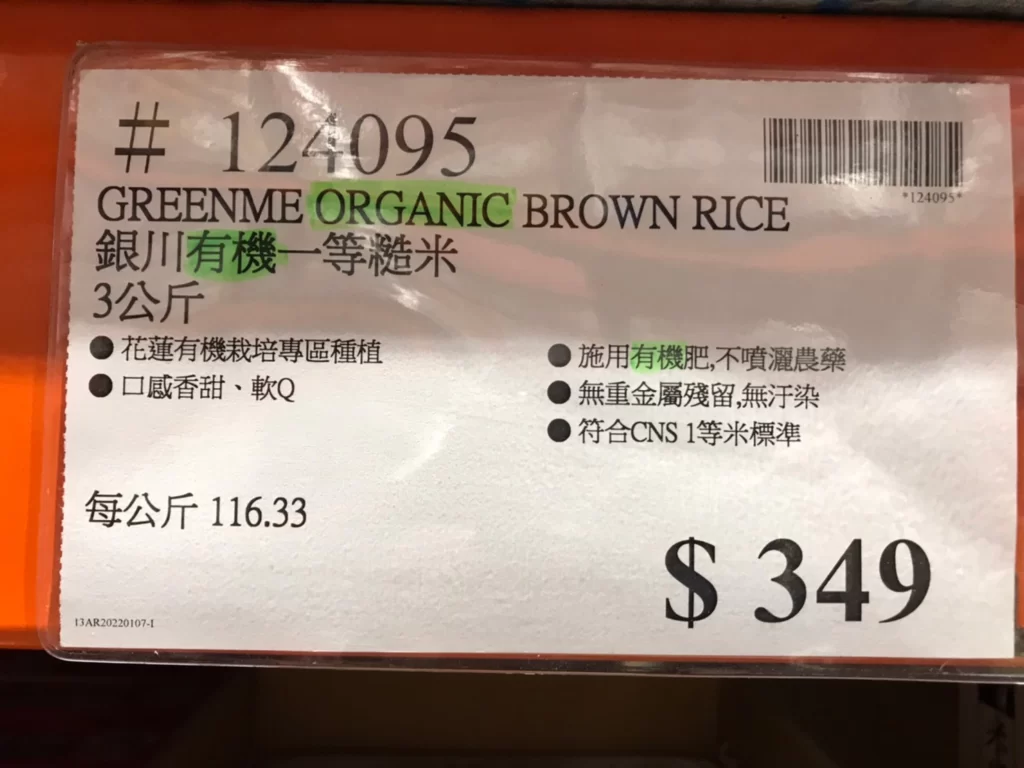 # 124095
*124095*
GREENME ORGANIC BROWN RICE
銀川有機一等糙米
3公斤
● 花蓮有機栽培專區種植
● 口感香甜、軟Q
● 施用有機肥,不噴灑農藥
● 無重金屬殘留,無汙染
● 符合CNS 1等米標準
每公斤 116.33
$ 349
13AR20220107-1